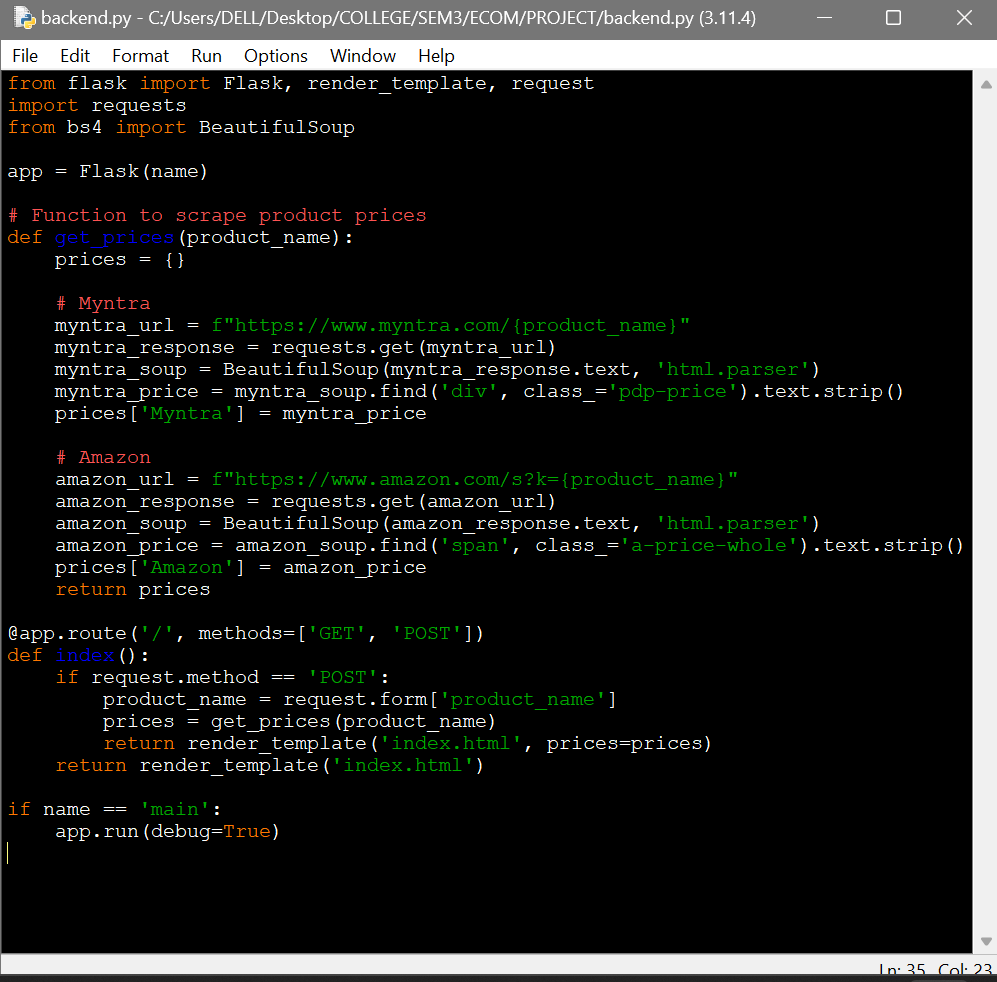 backend.py - C:/Users/DELL/Desktop/COLLEGE/SEM3/ECOM/PROJECT/backend.py (3.11.4)
File Edit Format Run Options Window Help
from flask import Flask, render_template, request
import requests
from bs4 import BeautifulSoup

app = Flask(name)

# Function to scrape product prices
def get_prices(product_name):
    prices = {}

    # Myntra
    myntra_url = f"https://www.myntra.com/{product_name}"
    myntra_response = requests.get(myntra_url)
    myntra_soup = BeautifulSoup(myntra_response.text, 'html.parser')
    myntra_price = myntra_soup.find('div', class_='pdp-price').text.strip()
    prices['Myntra'] = myntra_price

    # Amazon
    amazon_url = f"https://www.amazon.com/s?k={product_name}"
    amazon_response = requests.get(amazon_url)
    amazon_soup = BeautifulSoup(amazon_response.text, 'html.parser')
    amazon_price = amazon_soup.find('span', class_='a-price-whole').text.strip()
    prices['Amazon'] = amazon_price
    return prices

@app.route('/', methods=['GET', 'POST'])
def index():
    if request.method == 'POST':
        product_name = request.form['product_name']
        prices = get_prices(product_name)
        return render_template('index.html', prices=prices)
    return render_template('index.html')

if name == 'main':
    app.run(debug=True)
Ln: 35 Col: 23